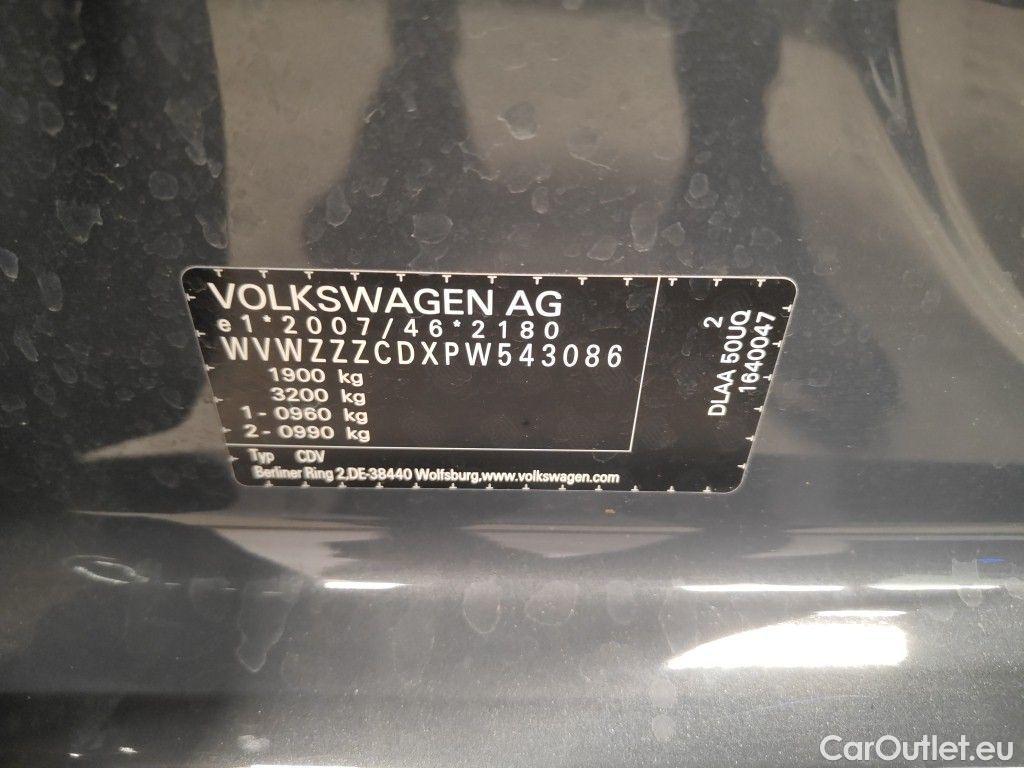 VOLKSWAGEN AG
e1*2007/46*2180
WVWZZZCDXPW543086
1900 kg
3200 kg
1- 0960 kg
2- 0990 kg
Typ CDV
Berliner Ring 2,DE-38440 Wolfsburg,www.volkswagen.com
2
DLAA 50UQ
1640047
CarOutlet.eu